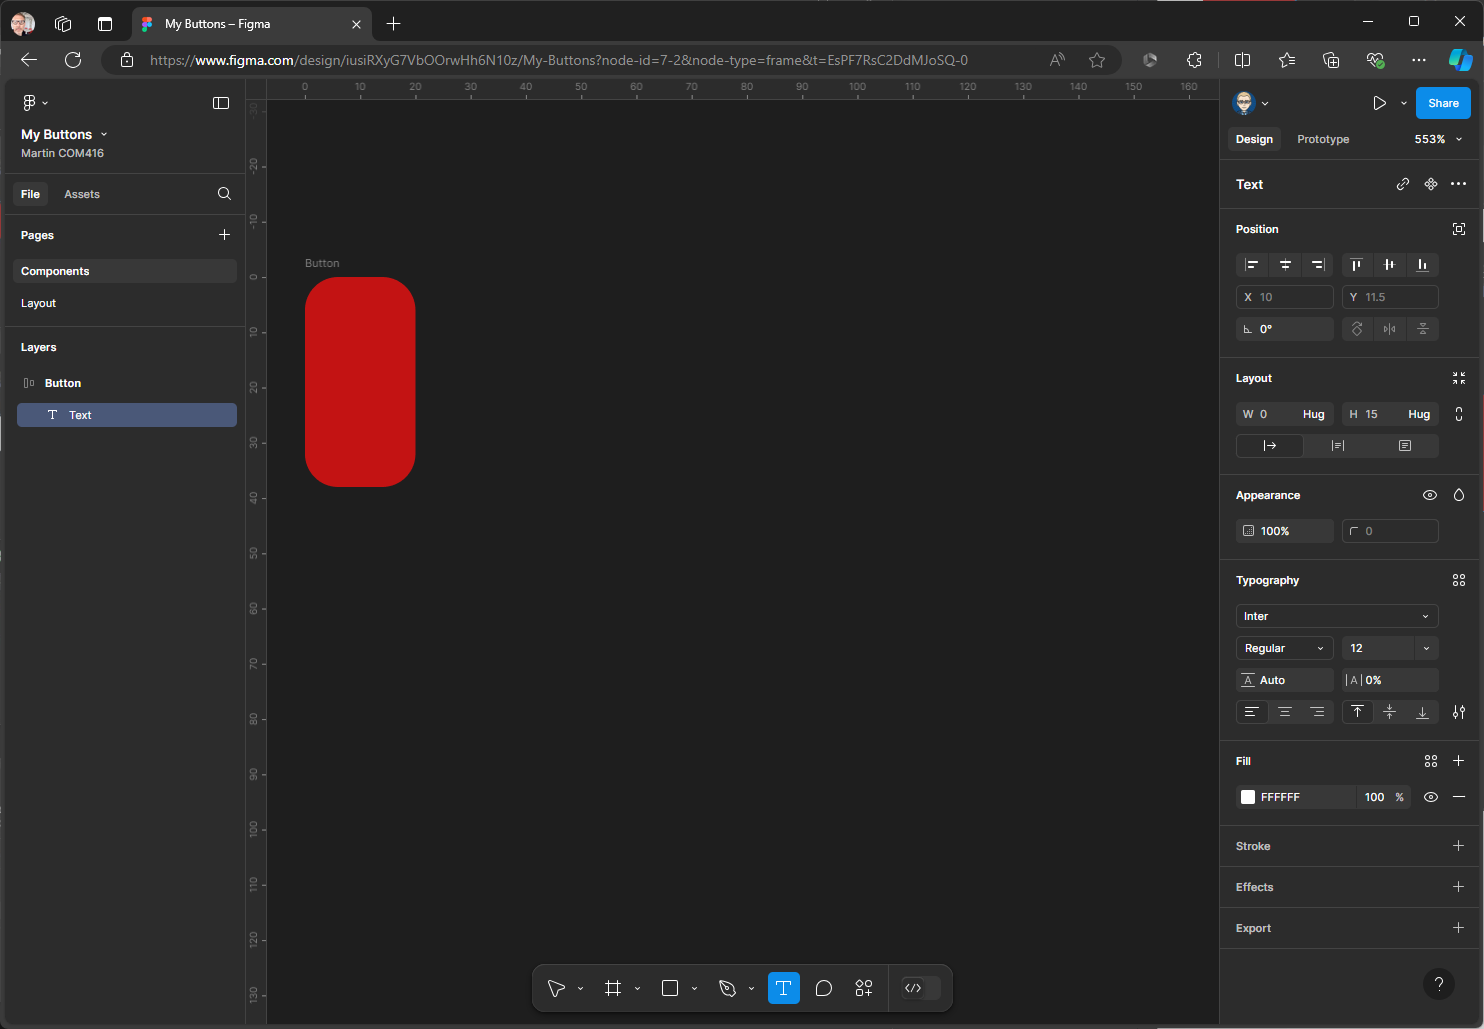 My Buttons – Figma
https://www.figma.com/design/iusiRXyG7VbOOrwHh6N10z/My-Buttons?node-id=7-2&node-type=frame&t=EsPF7RsC2DdMJoSQ-0
My Buttons
Martin COM416
File Assets
Pages
Components
Layout
Layers
Button
Text
0 10 20 30 40 50 60 70 80 90 100 110 120 130 140 150 160
-30
-20
-10
0
10
20
30
40
50
60
70
80
90
100
110
120
130
Button
Share
Design Prototype 553%
Text
Position
X 10 Y 11.5
0°
Layout
W 0 Hug H 15 Hug
Appearance
100% 0
Typography
Inter
Regular 12
A Auto |A| 0%
Fill
FFFFFF 100 %
Stroke
Effects
Export
T
?